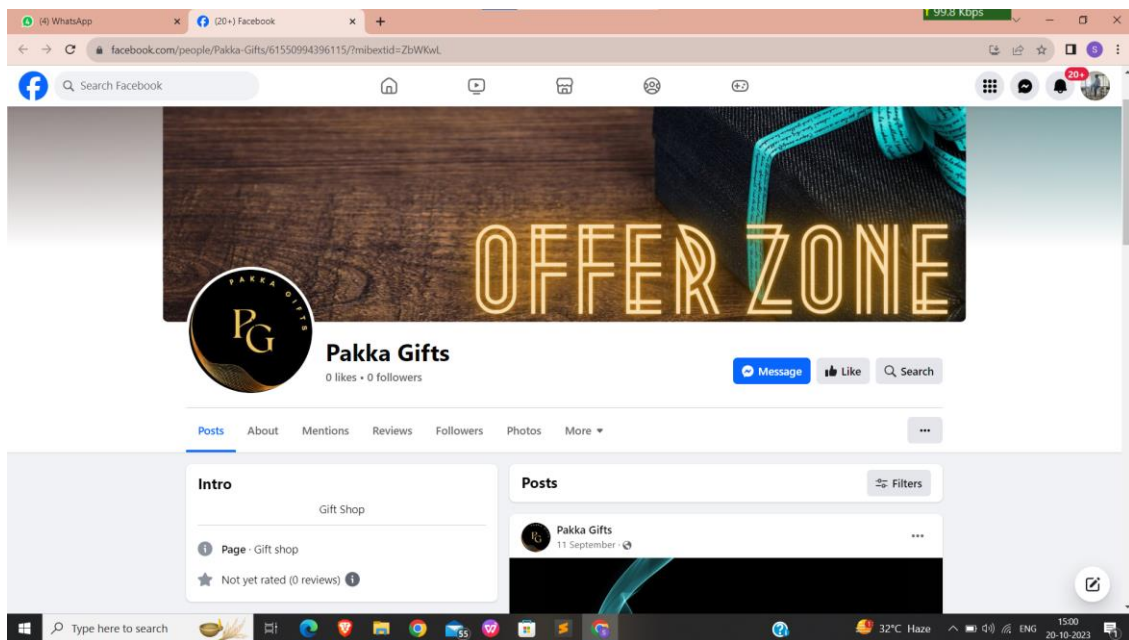 (4) WhatsApp
(20+) Facebook
99.8 Kbps
facebook.com/people/Pakka-Gifts/61550994396115/?mibextid=ZbWKwL
S
Search Facebook
20+
OFFER ZONE
PAKKA GIFTS
PG
Pakka Gifts
0 likes • 0 followers
Message
Like
Search
Posts About Mentions Reviews Followers Photos More
Intro
Gift Shop
Page · Gift shop
Not yet rated (0 reviews)
Posts
Filters
PG
Pakka Gifts
11 September ·
Type here to search
55
32°C Haze
ENG
15:00
20-10-2023
1